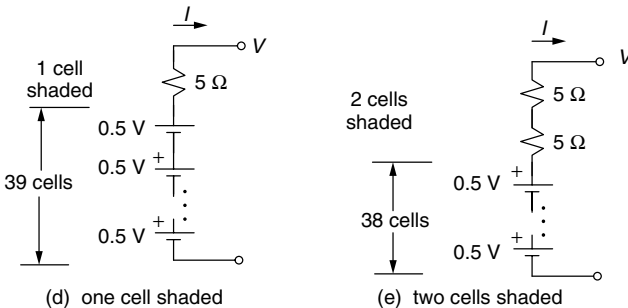 I
V
1 cell
shaded
5 Ω
0.5 V
+
0.5 V
39 cells
+
0.5 V
(d) one cell shaded
I
V
5 Ω
2 cells
shaded
5 Ω
+
0.5 V
38 cells
+
0.5 V
(e) two cells shaded